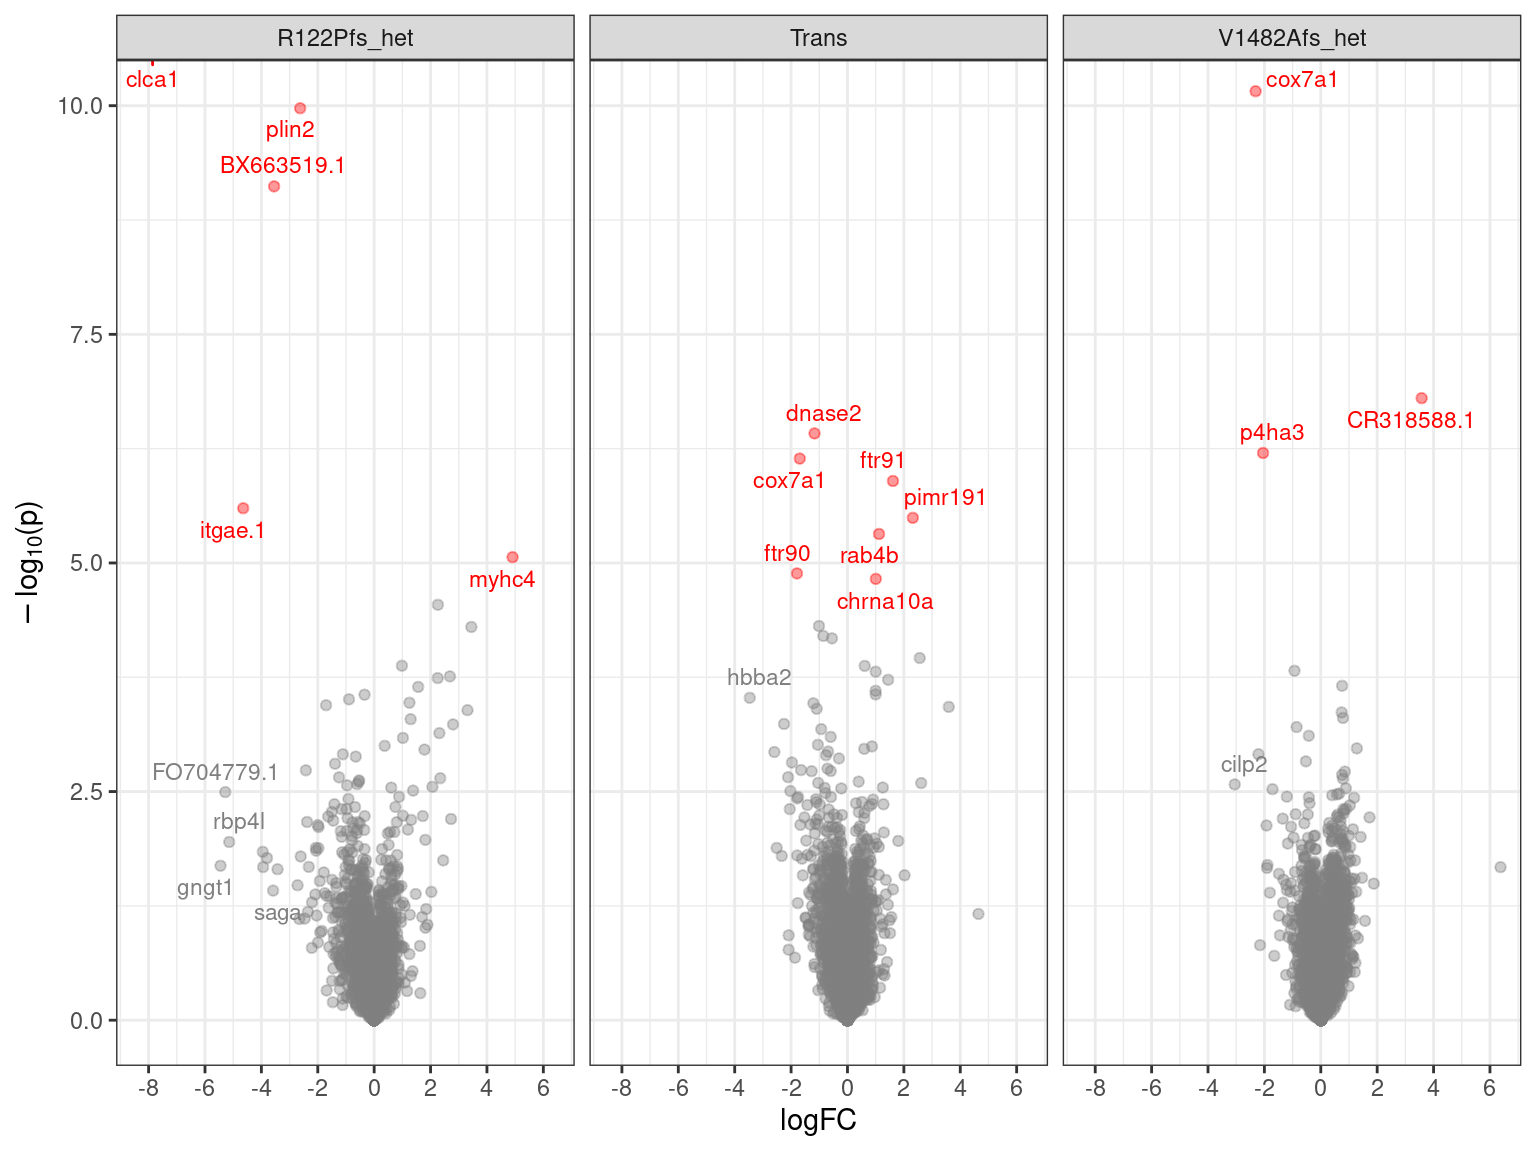 R122Pfs_het
Trans
V1482Afs_het
clca1
plin2
BX663519.1
itgae.1
myhc4
FO704779.1
rbp4l
gngt1
saga
dnase2
cox7a1
ftr91
pimr191
rab4b
ftr90
chrna10a
hbba2
cox7a1
CR318588.1
p4ha3
cilp2
10.0
7.5
5.0
2.5
0.0
− log10(p)
-8 -6 -4 -2 0 2 4 6
-8 -6 -4 -2 0 2 4 6
-8 -6 -4 -2 0 2 4 6
logFC